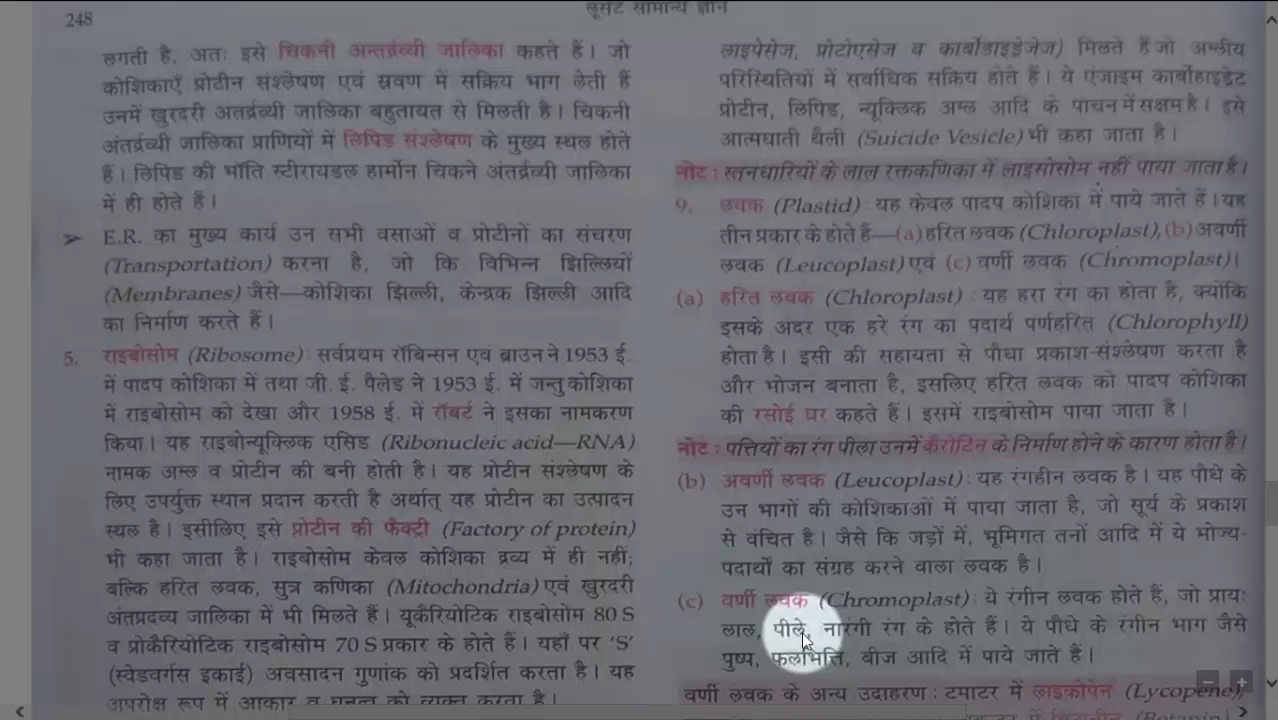 248
लूसेंट सामान्य ज्ञान
लगती है, अतः इसे चिकनी अन्तर्द्रव्यी जालिका कहते हैं। जो
कोशिकाएँ प्रोटीन संश्लेषण एवं स्रवण में सक्रिय भाग लेती हैं
उनमें खुरदरी अतर्द्रव्यी जालिका बहुतायत से मिलती है। चिकनी
अंतर्द्रव्यी जालिका प्राणियों में लिपिड संश्लेषण के मुख्य स्थल होते
हैं। लिपिड की भाँति स्टीरायडल हार्मोन चिकने अंतर्द्रव्यी जालिका
में ही होते हैं।
➢ E.R. का मुख्य कार्य उन सभी वसाओं व प्रोटीनों का संचरण
(Transportation) करना है, जो कि विभिन्न झिल्लियों
(Membranes) जैसे—कोशिका झिल्ली, केन्द्रक झिल्ली आदि
का निर्माण करते हैं।
5. राइबोसोम (Ribosome) : सर्वप्रथम रॉबिन्सन एवं ब्राउन ने 1953 ई.
में पादप कोशिका में तथा जी. ई. पैलेड ने 1953 ई. में जन्तु कोशिका
में राइबोसोम को देखा और 1958 ई. में रॉबर्ट ने इसका नामकरण
किया। यह राइबोन्यूक्लिक एसिड (Ribonucleic acid—RNA)
नामक अम्ल व प्रोटीन की बनी होती है। यह प्रोटीन संश्लेषण के
लिए उपर्युक्त स्थान प्रदान करती है अर्थात् यह प्रोटीन का उत्पादन
स्थल है। इसीलिए इसे प्रोटीन की फैक्ट्री (Factory of protein)
भी कहा जाता है। राइबोसोम केवल कोशिका द्रव्य में ही नहीं;
बल्कि हरित लवक, सुत्र कणिका (Mitochondria) एवं खुरदरी
अंतप्रदव्य जालिका में भी मिलते हैं। यूकैरियोटिक राइबोसोम 80 S
व प्रोकैरियोटिक राइबोसोम 70 S प्रकार के होते हैं। यहाँ पर ‘S’
(स्वेडवर्गस इकाई) अवसादन गुणांक को प्रदर्शित करता है। यह
अपरोक्ष रूप में आकार व घनत्व को व्यक्त करता है।
लाइपेसेज, प्रोटीएसेज व कार्बोडाइड्रेजेज) मिलते हैं जो अम्लीय
परिस्थितियों में सर्वाधिक सक्रिय होते हैं। ये एंजाइम कार्बोहाइड्रेट
प्रोटीन, लिपिड, न्यूक्लिक अम्ल आदि के पाचन में सक्षम है। इसे
आत्मघाती थैली (Suicide Vesicle) भी कहा जाता है।
नोट : स्तनधारियों के लाल रक्तकणिका में लाइसोसोम नहीं पाया जाता है।
9. लवक (Plastid) : यह केवल पादप कोशिका में पाये जाते हैं। यह
तीन प्रकार के होते हैं—(a) हरित लवक (Chloroplast), (b) अवर्णी
लवक (Leucoplast) एवं (c) वर्णी लवक (Chromoplast)।
(a) हरित लवक (Chloroplast) : यह हरा रंग का होता है, क्योंकि
इसके अंदर एक हरे रंग का पदार्थ पर्णहरित (Chlorophyll)
होता है। इसी की सहायता से पौधा प्रकाश-संश्लेषण करता है
और भोजन बनाता है, इसलिए हरित लवक को पादप कोशिका
की रसोई घर कहते हैं। इसमें राइबोसोम पाया जाता है।
नोट : पत्तियों का रंग पीला उनमें कैरोटिन के निर्माण होने के कारण होता है।
(b) अवर्णी लवक (Leucoplast) : यह रंगहीन लवक है। यह पौधे के
उन भागों की कोशिकाओं में पाया जाता है, जो सूर्य के प्रकाश
से वंचित है। जैसे कि जड़ों में, भूमिगत तनों आदि में ये भोज्य-
पदार्थों का संग्रह करने वाला लवक है।
(c) वर्णी लवक (Chromoplast) : ये रंगीन लवक होते हैं, जो प्रायः
लाल, पीले, नारंगी रंग के होते हैं। ये पौधे के रंगीन भाग जैसे
पुष्प, फलभित्ति, बीज आदि में पाये जाते हैं।
वर्णी लवक के अन्य उदाहरण : टमाटर में लाइकोपेन (Lycopene),